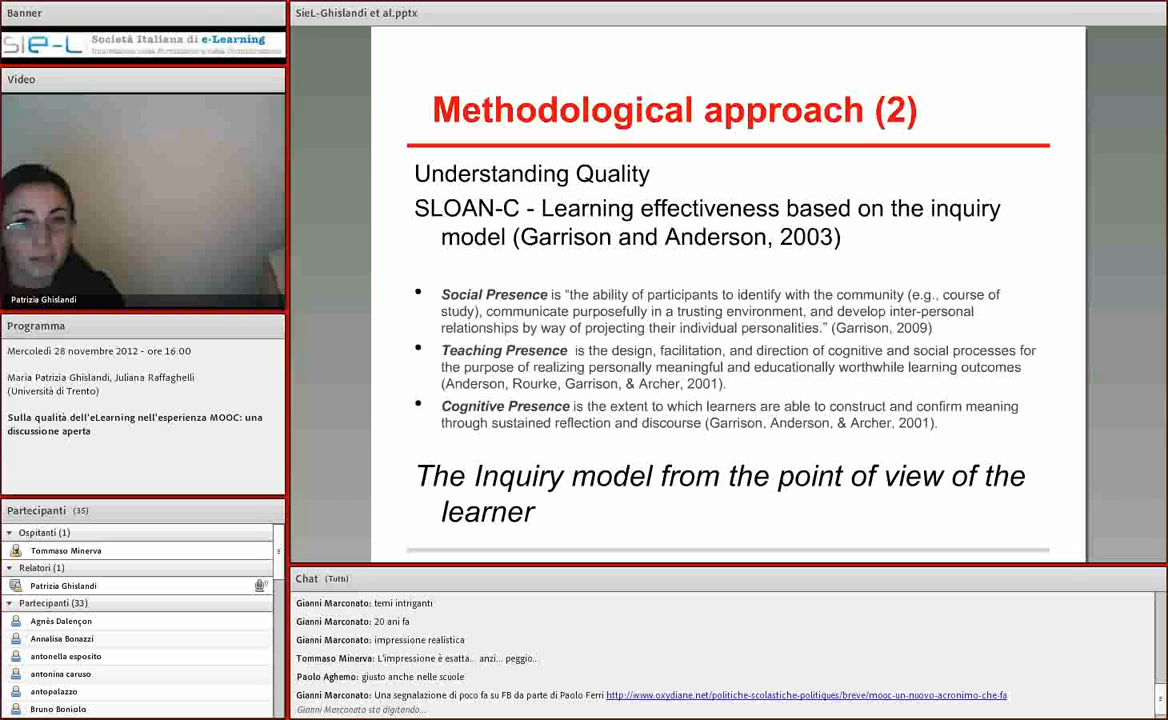 Banner
sie-L Società Italiana di e-Learning
Video
Patrizia Ghislandi
Programma
Mercoledì 28 novembre 2012 - ore 16.00
Maria Patrizia Ghislandi, Juliana Raffaghelli
(Università di Trento)
Sulla qualità dell'eLearning nell'esperienza MOOC: una
discussione aperta
Partecipanti (35)
Ospitanti (1)
Tommaso Minerva
Relatori (1)
Patrizia Ghislandi
Partecipanti (33)
Agnès Dalençon
Annalisa Bonazzi
antonella esposito
antonina caruso
antopalazzo
Bruno Boniolo
SieL-Ghislandi et al.pptx
Methodological approach (2)
Understanding Quality
SLOAN-C - Learning effectiveness based on the inquiry
model (Garrison and Anderson, 2003)
• Social Presence is “the ability of participants to identify with the community (e.g., course of
study), communicate purposefully in a trusting environment, and develop inter-personal
relationships by way of projecting their individual personalities.” (Garrison, 2009)
• Teaching Presence is the design, facilitation, and direction of cognitive and social processes for
the purpose of realizing personally meaningful and educationally worthwhile learning outcomes
(Anderson, Rourke, Garrison, & Archer, 2001).
• Cognitive Presence is the extent to which learners are able to construct and confirm meaning
through sustained reflection and discourse (Garrison, Anderson, & Archer, 2001).
The Inquiry model from the point of view of the
learner
Chat (Tutti)
Gianni Marconato: temi intriganti
Gianni Marconato: 20 ani fa
Gianni Marconato: impressione realistica
Tommaso Minerva: L'impressione è esatta... anzi... peggio...
Paolo Aghemo: giusto anche nelle scuole
Gianni Marconato: Una segnalazione di poco fa su FB da parte di Paolo Ferri http://www.oxydiane.net/politiche-scolastiche-politiques/breve/mooc-un-nuovo-acronimo-che-fa
Gianni Marconato sta digitando...